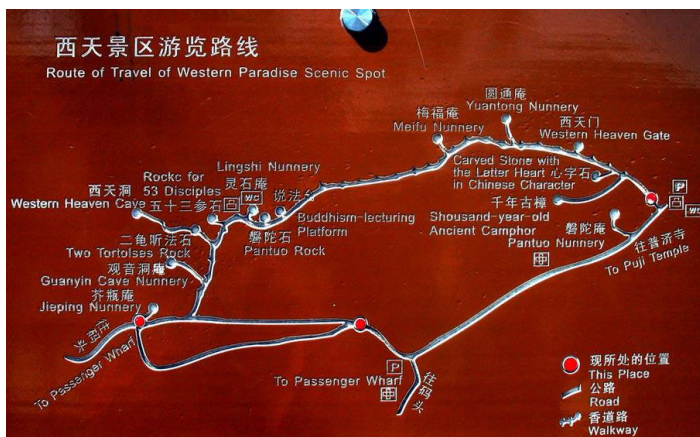 西天景区游览路线
Route of Travel of Western Paradise Scenic Spot
圆通庵
Yuantong Nunnery
梅福庵
Meifu Nunnery
西天门
Western Heaven Gate
Carved Stone with
the Letter Heart 心字石
in Chinese Character
Lingshi Nunnery
灵石庵
说法台
Buddhism-lecturing
Platform
Rockc for
53 Disciples
五十三参石
西天洞
Western Heaven Cave
WC
P
WC
千年古樟
Shousand-year-old
Ancient Camphor
磐陀庵
Pantuo Nunnery
磐陀石
Pantuo Rock
二龟听法石
Two Tortolses Rock
往普济寺
To Puji Temple
观音洞庵
Guanyin Cave Nunnery
芥瓶庵
Jieping Nunnery
往码头
To Passenger Wharf
P
To Passenger Wharf
往码头
现所处的位置
This Place
公路
Road
香道路
Walkway